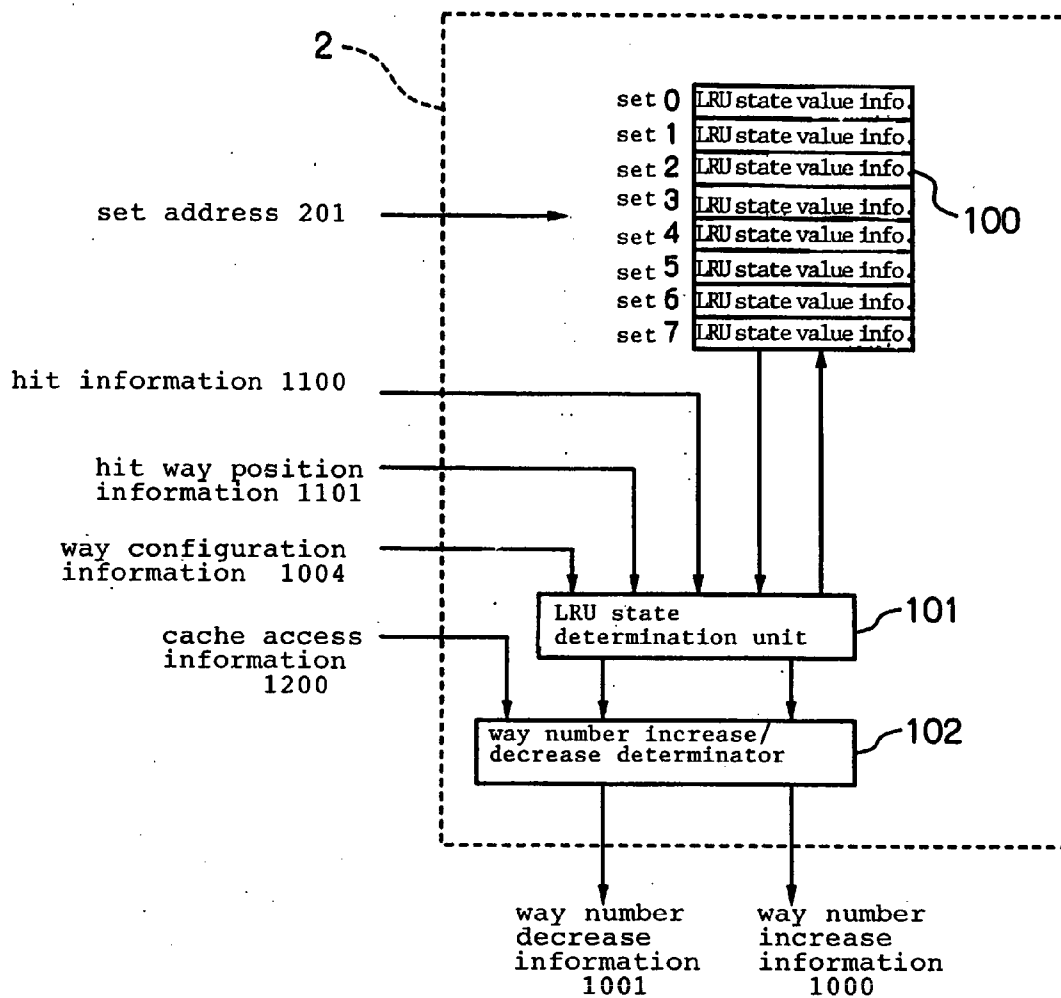 2
set 0 LRU state value info.
set 1 LRU state value info.
set 2 LRU state value info.
set 3 LRU state value info.
set 4 LRU state value info.
set 5 LRU state value info.
set 6 LRU state value info.
set 7 LRU state value info.
100
set address 201
hit information 1100
hit way position
information 1101
way configuration
information 1004
cache access
information
1200
LRU state
determination unit
101
way number increase/
decrease determinator
102
way number
decrease
information
1001
way number
increase
information
1000